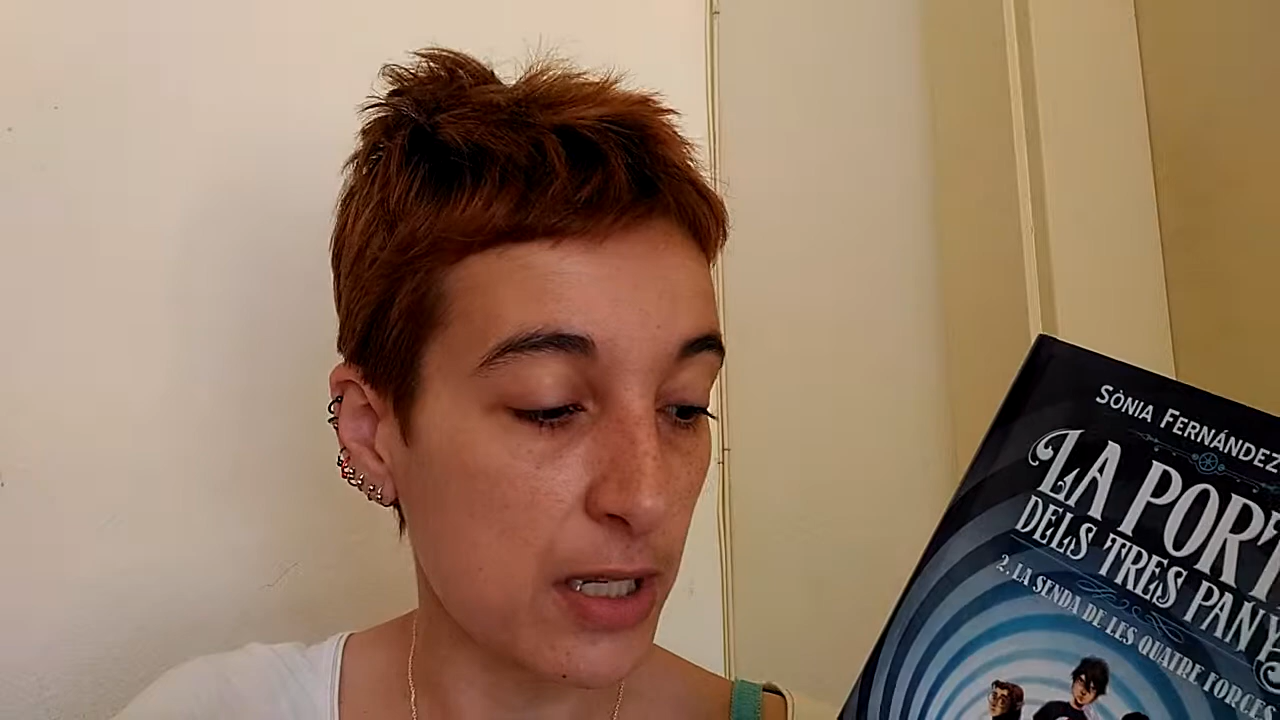 SÒNIA FERNÁNDEZ
LA PORT
DELS TRES PANY
2. LA SENDA DE LES QUATRE FORCES